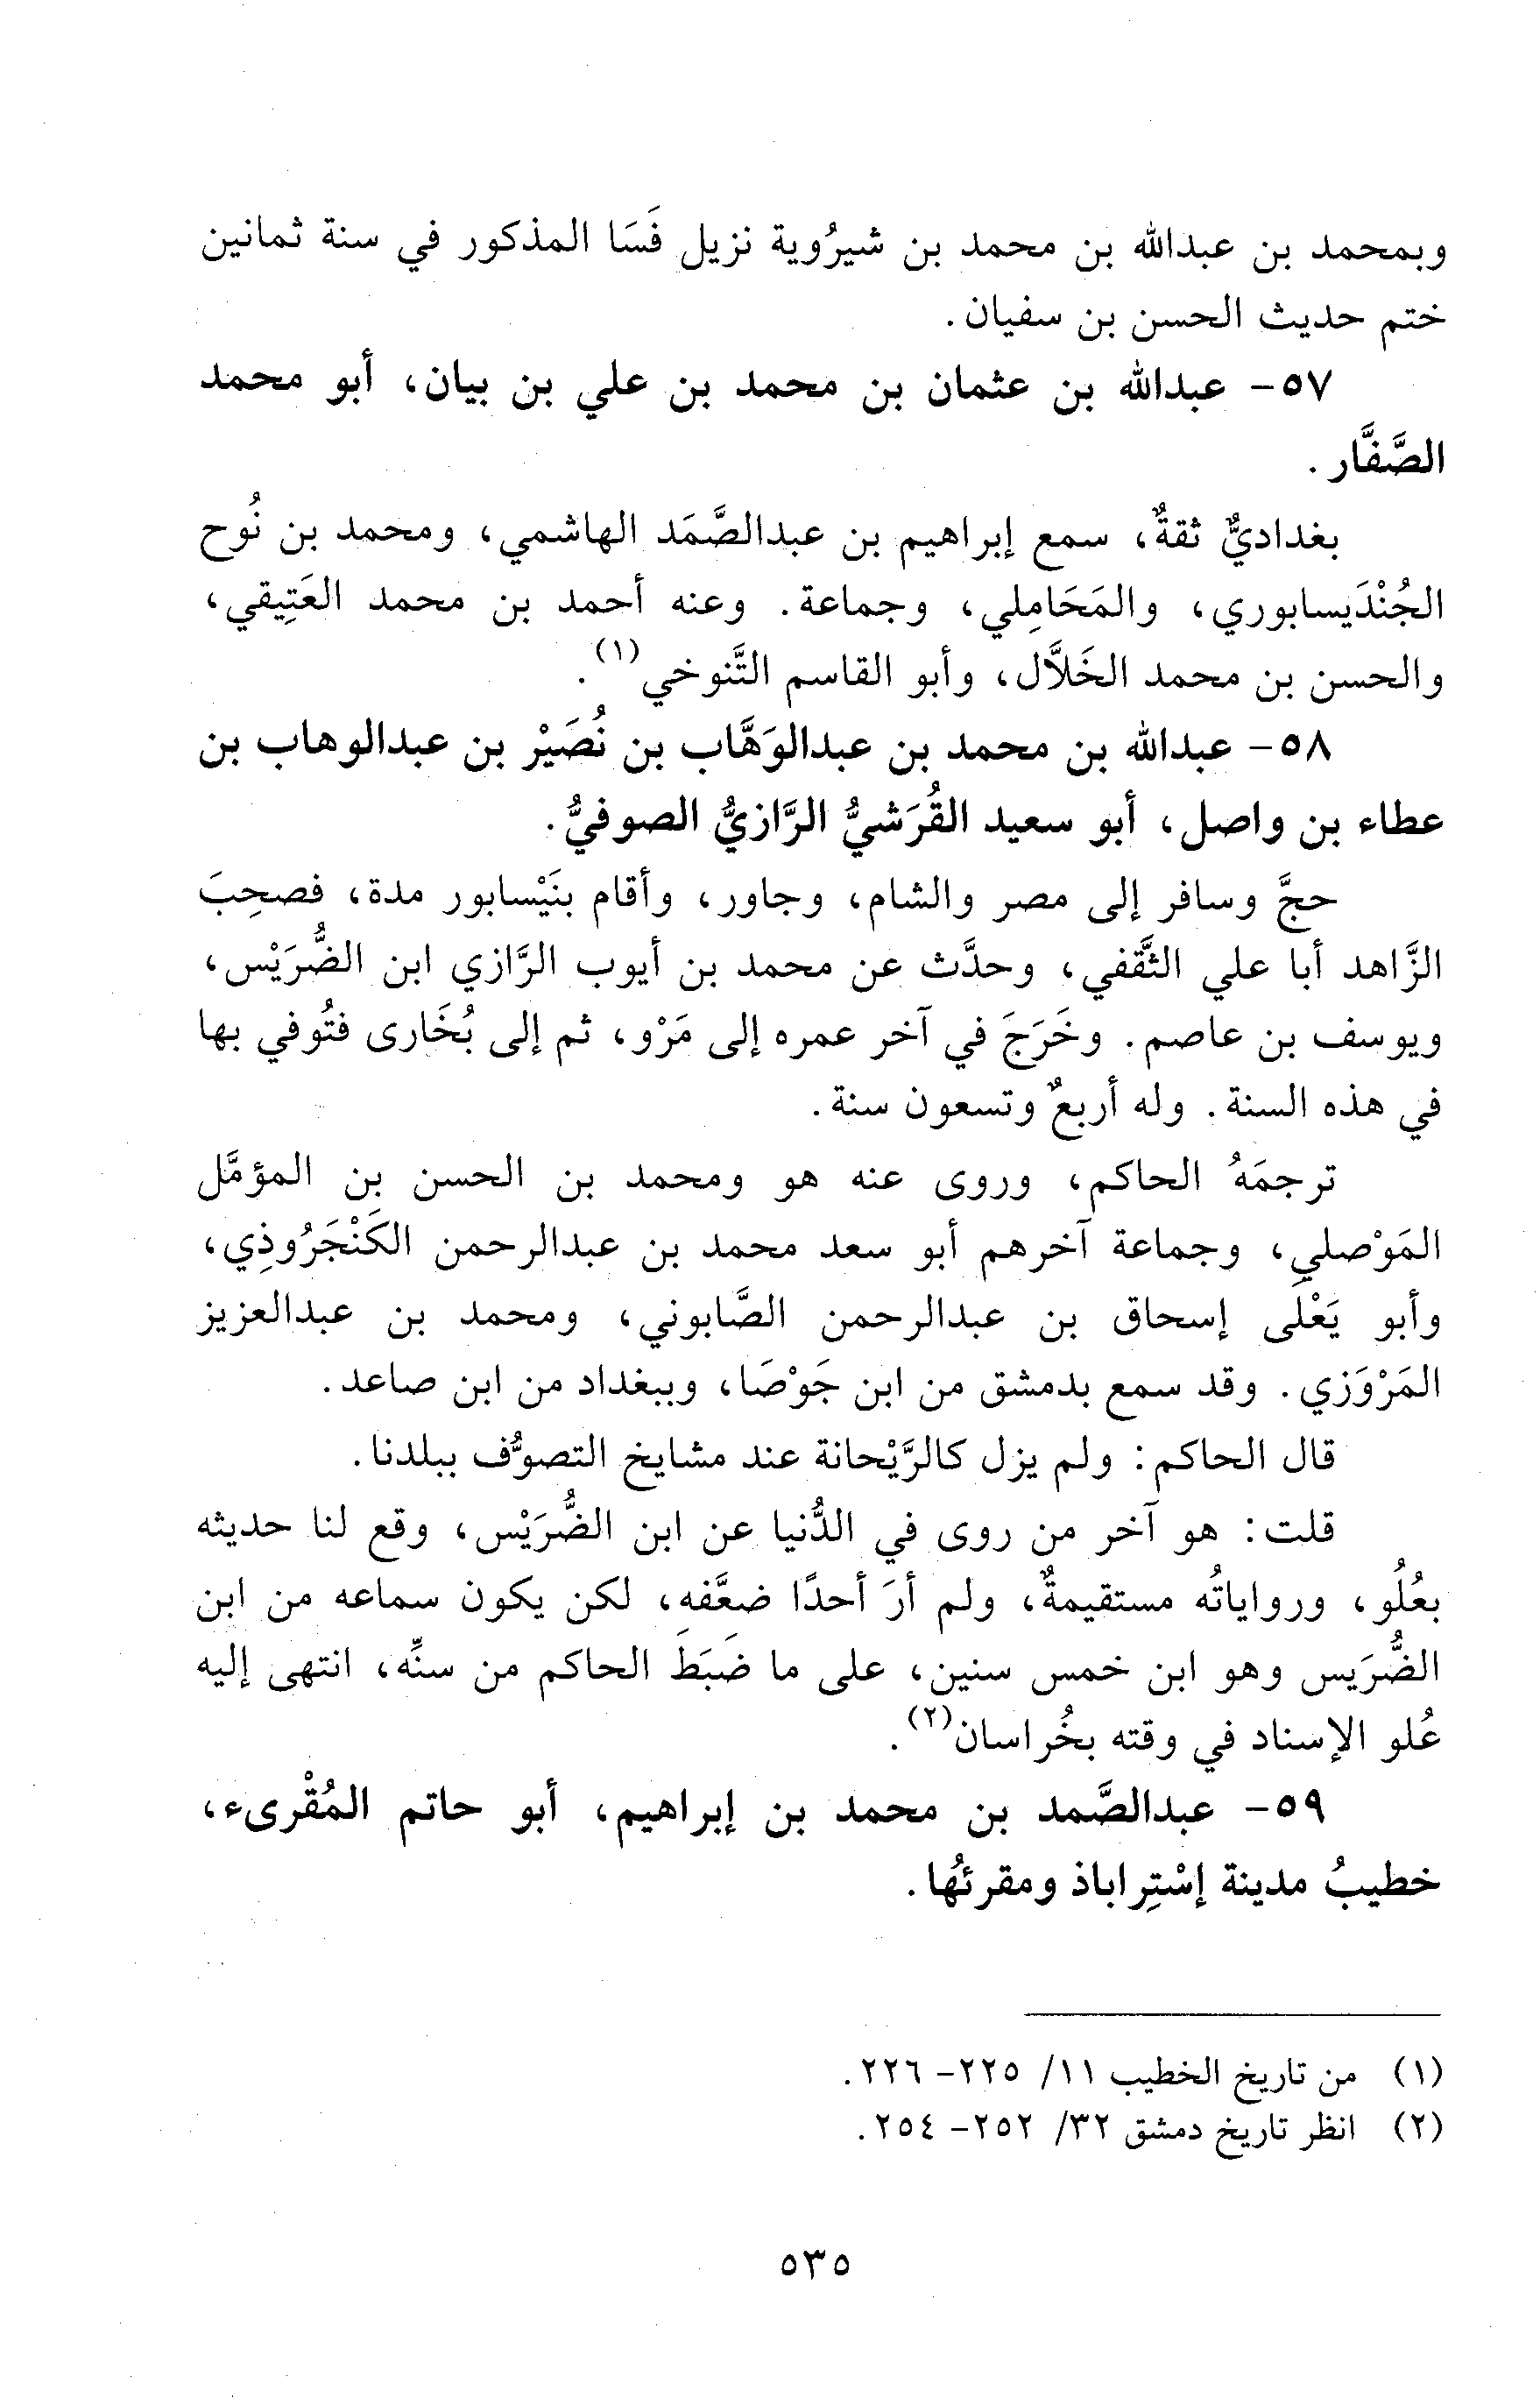 وبمحمد بن عبدالله بن محمد بن شيرُوية نزيل فَسَا المذكور في سنة ثمانين
ختم حديث الحسن بن سفيان.
٥٧- عبدالله بن عثمان بن محمد بن علي بن بيان، أبو محمد
الصَّفَّار.
بغداديٌّ ثقةٌ، سمع إبراهيم بن عبدالصَّمَد الهاشمي، ومحمد بن نُوح
الجُنْدَيسابوري، والمَحَامِلي، وجماعة. وعنه أحمد بن محمد العَتِيقي،
والحسن بن محمد الخَلاَّل، وأبو القاسم التَّنوخي(١).
٥٨- عبدالله بن محمد بن عبدالوَهَّاب بن نُصَيْر بن عبدالوهاب بن
عطاء بن واصل، أبو سعيد القُرَشيُّ الرَّازيُّ الصوفيُّ.
حجَّ وسافر إلى مصر والشام، وجاور، وأقام بنَيْسابور مدة، فصحِبَ
الزَّاهد أبا علي الثَّقفي، وحدَّث عن محمد بن أيوب الرَّازي ابن الضُّرَيْس،
ويوسف بن عاصم. وخَرَجَ في آخر عمره إلى مَرْو، ثم إلى بُخَارى فتُوفي بها
في هذه السنة. وله أربعٌ وتسعون سنة.
ترجمَهُ الحاكم، وروى عنه هو ومحمد بن الحسن بن المؤمَّل
المَوْصلي، وجماعة آخرهم أبو سعد محمد بن عبدالرحمن الكَنْجَرُوذِي،
وأبو يَعْلَى إسحاق بن عبدالرحمن الصَّابوني، ومحمد بن عبدالعزيز
المَرْوَزي. وقد سمع بدمشق من ابن جَوْصَا، وببغداد من ابن صاعد.
قال الحاكم: ولم يزل كالرَّيْحانة عند مشايخ التصوُّف ببلدنا.
قلت: هو آخر من روى في الدُّنيا عن ابن الضُّرَيْس، وقع لنا حديثه
بعُلُو، ورواياتُه مستقيمةٌ، ولم أرَ أحدًا ضعَّفه، لكن يكون سماعه من ابن
الضُّرَيس وهو ابن خمس سنين، على ما ضَبَطَ الحاكم من سنِّه، انتهى إليه
عُلو الإسناد في وقته بخُراسان(٢).
٥٩- عبدالصَّمد بن محمد بن إبراهيم، أبو حاتم المُقْرىء،
خطيبُ مدينة إسْتِراباذ ومقرئُها.
(١) من تاريخ الخطيب ١١/ ٢٢٥- ٢٢٦.
(٢) انظر تاريخ دمشق ٣٢/ ٢٥٢- ٢٥٤.
٥٣٥